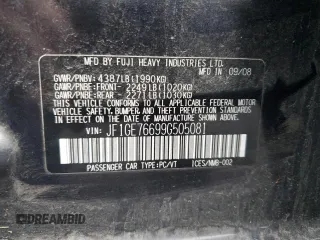 MFD BY FUJI HEAVY INDUSTRIES LTD.
GVWR/PNBV: 4387LB(1990KG) IN 09/08
GAWR/PNBE:FRONT- 2249LB(1020KG)
GAWR/PNBE:REAR - 2271LB(1030KG)
THIS VEHICLE CONFORMS TO ALL APPLICABLE
FEDERAL MOTOR VEHICLE SAFETY, BUMPER,
AND THEFT PREVENTION STANDARDS IN EFFECT
ON THE DATE OF MANUFACTURE SHOWN ABOVE.
VIN:
JF1GE76699G505081
PASSENGER CAR TYPE:PC/VT ICES/NMB-002
DCARBIDFAX